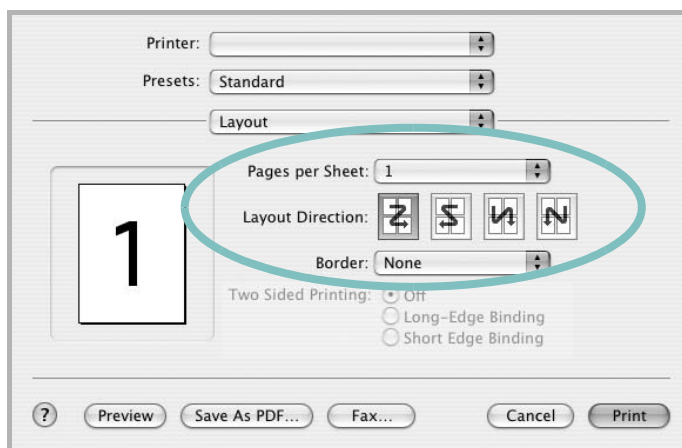 Printer:
Presets: Standard
Layout
Pages per Sheet: 1
1
Layout Direction:
Border: None
Two Sided Printing: Off
Long-Edge Binding
Short Edge Binding
? Preview Save As PDF... Fax... Cancel Print